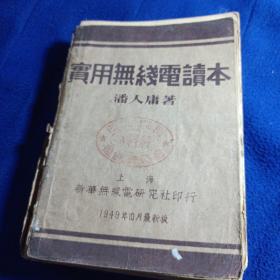 實用無綫電讀本
潘人庸著
上海
新華無綫電研究社印行
1949年10月最新版